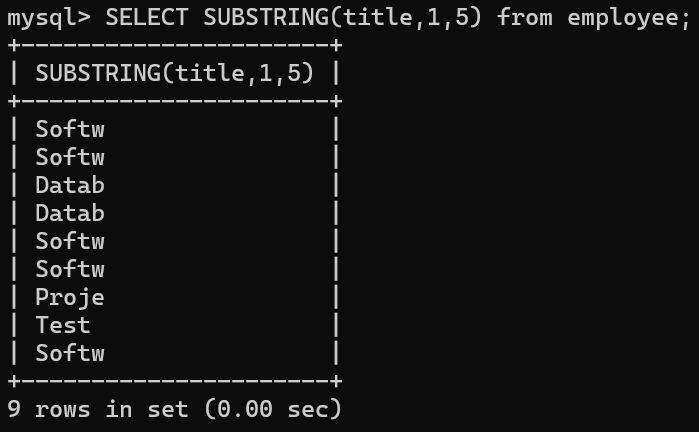 mysql> SELECT SUBSTRING(title,1,5) from employee;
+----------------------+
| SUBSTRING(title,1,5) |
+----------------------+
| Softw                |
| Softw                |
| Datab                |
| Datab                |
| Softw                |
| Softw                |
| Proje                |
| Test                 |
| Softw                |
+----------------------+
9 rows in set (0.00 sec)